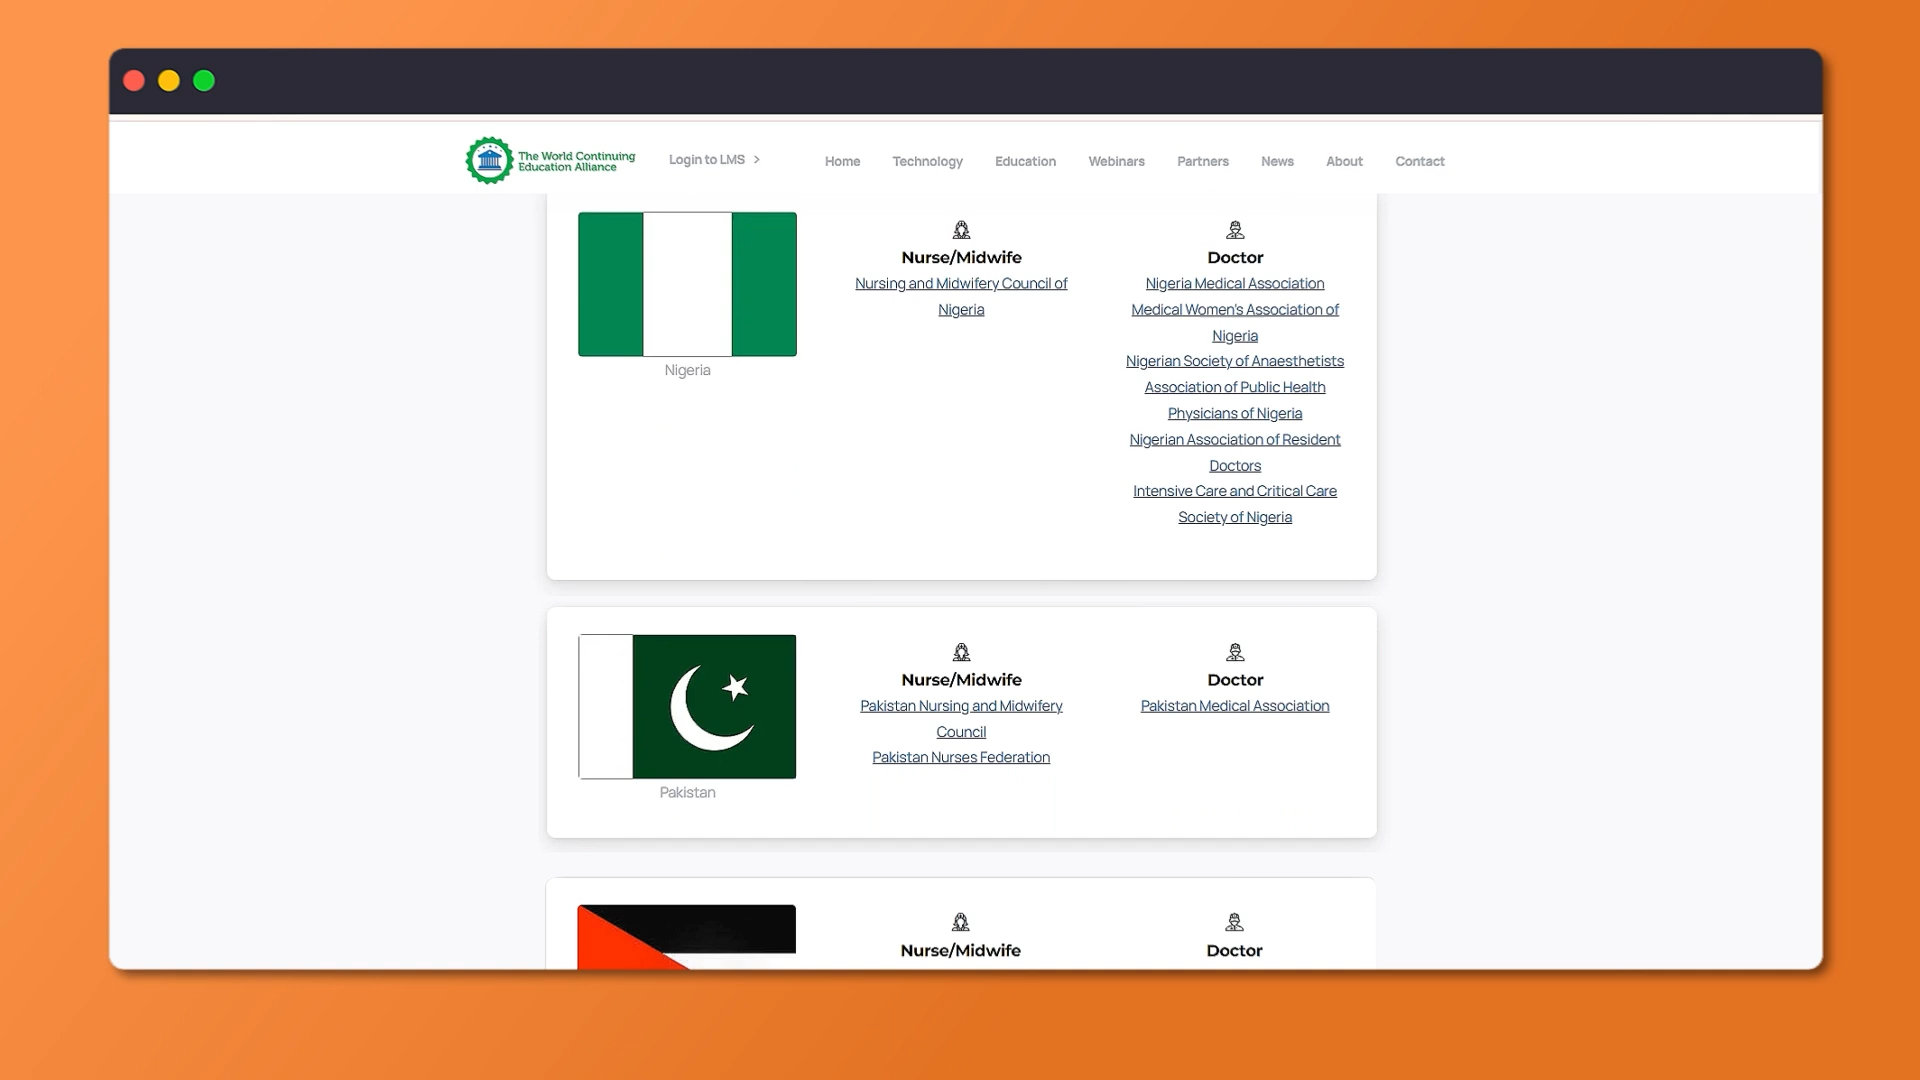 The World Continuing
Education Alliance
Login to LMS >
Home
Technology
Education
Webinars
Partners
News
About
Contact
Nigeria
Nurse/Midwife
Nursing and Midwifery Council of
Nigeria
Doctor
Nigeria Medical Association
Medical Women's Association of
Nigeria
Nigerian Society of Anaesthetists
Association of Public Health
Physicians of Nigeria
Nigerian Association of Resident
Doctors
Intensive Care and Critical Care
Society of Nigeria
Pakistan
Nurse/Midwife
Pakistan Nursing and Midwifery
Council
Pakistan Nurses Federation
Doctor
Pakistan Medical Association
Nurse/Midwife
Doctor